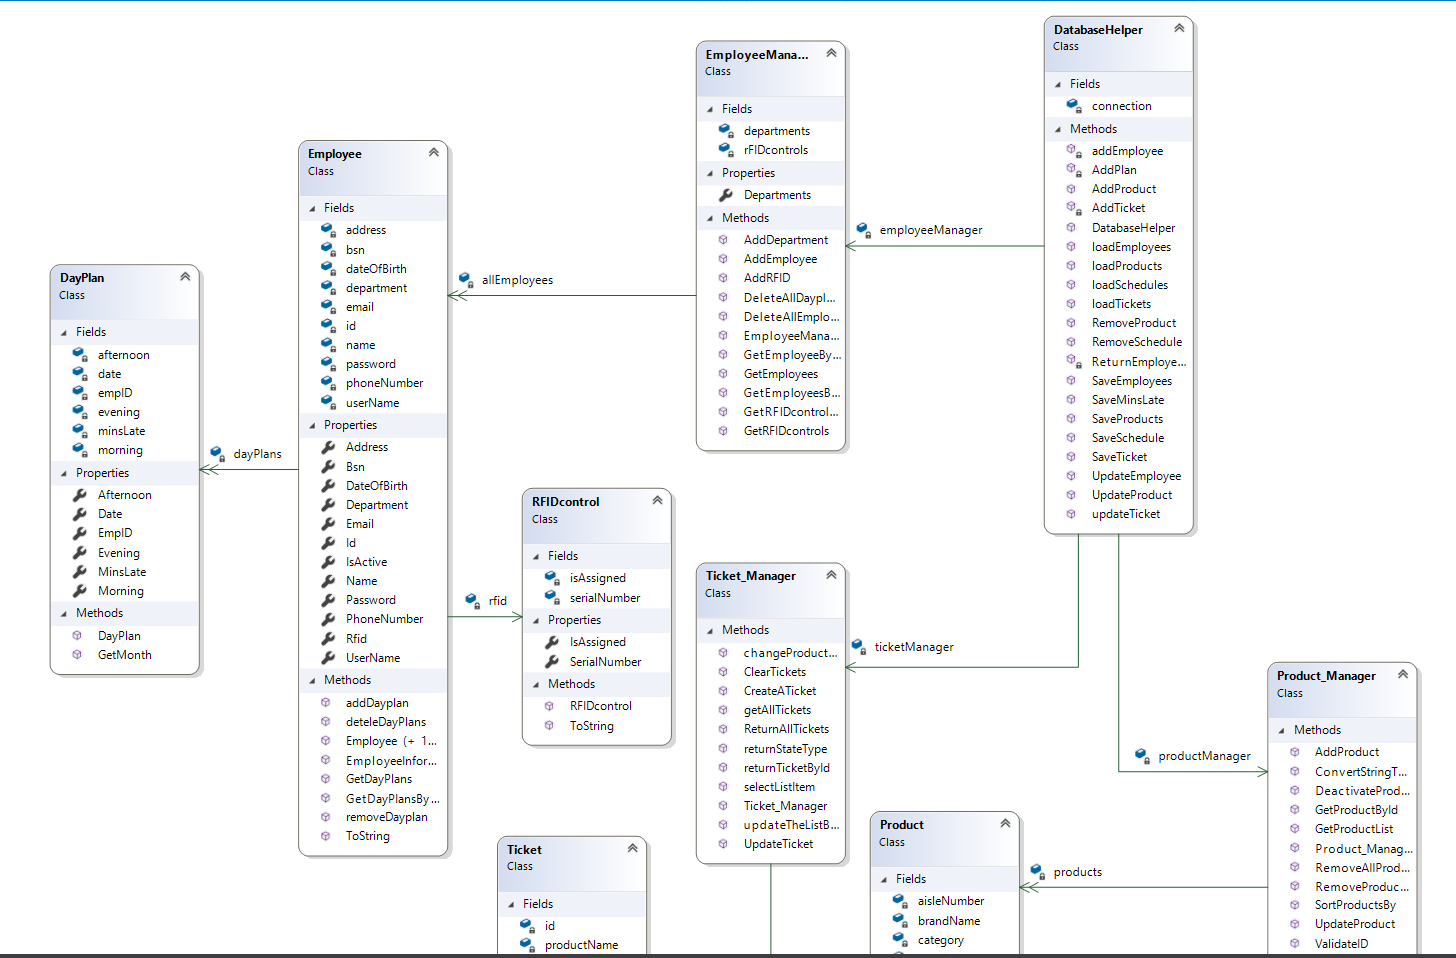 DayPlan
Class
Fields
afternoon
date
empID
evening
minsLate
morning
Properties
Afternoon
Date
EmpID
Evening
MinsLate
Morning
Methods
DayPlan
GetMonth
dayPlans
Employee
Class
Fields
address
bsn
dateOfBirth
department
email
id
name
password
phoneNumber
userName
Properties
Address
Bsn
DateOfBirth
Department
Email
Id
IsActive
Name
Password
PhoneNumber
Rfid
UserName
Methods
addDayplan
deteleDayPlans
Employee (+ 1...
EmployeeInfor...
GetDayPlans
GetDayPlansBy...
removeDayplan
ToString
allEmployees
rfid
RFIDcontrol
Class
Fields
isAssigned
serialNumber
Properties
IsAssigned
SerialNumber
Methods
RFIDcontrol
ToString
Ticket
Class
Fields
id
productName
EmployeeMana...
Class
Fields
departments
rFIDcontrols
Properties
Departments
Methods
AddDepartment
AddEmployee
AddRFID
DeleteAllDaypl...
DeleteAllEmplo...
EmployeeMana...
GetEmployeeBy...
GetEmployees
GetEmployeesB...
GetRFIDcontrol...
GetRFIDcontrols
employeeManager
Ticket_Manager
Class
Methods
changeProduct...
ClearTickets
CreateATicket
getAllTickets
ReturnAllTickets
returnStateType
returnTicketById
selectListItem
Ticket_Manager
updateTheListB...
UpdateTicket
ticketManager
DatabaseHelper
Class
Fields
connection
Methods
addEmployee
AddPlan
AddProduct
AddTicket
DatabaseHelper
loadEmployees
loadProducts
loadSchedules
loadTickets
RemoveProduct
RemoveSchedule
ReturnEmploye...
SaveEmployees
SaveMinsLate
SaveProducts
SaveSchedule
SaveTicket
UpdateEmployee
UpdateProduct
updateTicket
productManager
Product
Class
Fields
aisleNumber
brandName
category
products
Product_Manager
Class
Methods
AddProduct
ConvertStringT...
DeactivateProd...
GetProductById
GetProductList
Product_Manag...
RemoveAllProd...
RemoveProduc...
SortProductsBy
UpdateProduct
ValidateID